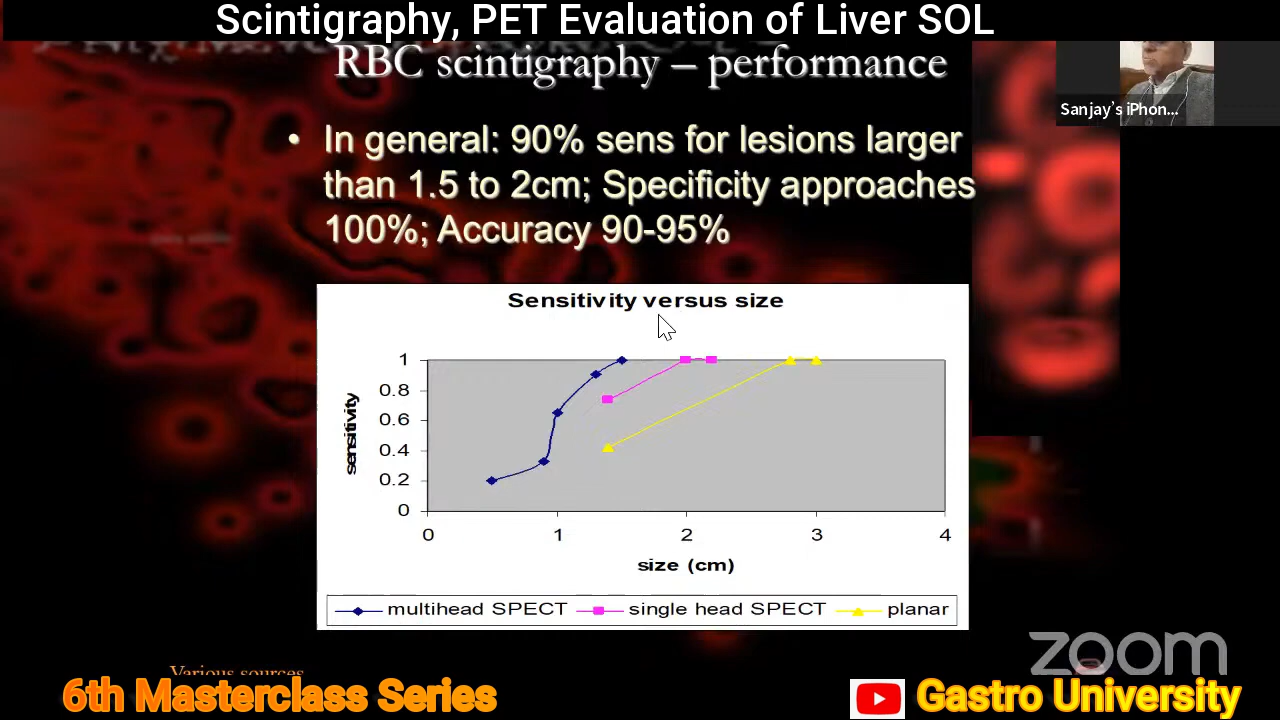 Scintigraphy, PET Evaluation of Liver SOL
RBC scintigraphy – performance
Sanjay's iPhon...
• In general: 90% sens for lesions larger
than 1.5 to 2cm; Specificity approaches
100%; Accuracy 90-95%
Sensitivity versus size
1
0.8
0.6
0.4
0.2
0
sensitivity
0 1 2 3 4
size (cm)
multihead SPECT single head SPECT planar
zoom
Various sources
6th Masterclass Series
Gastro University